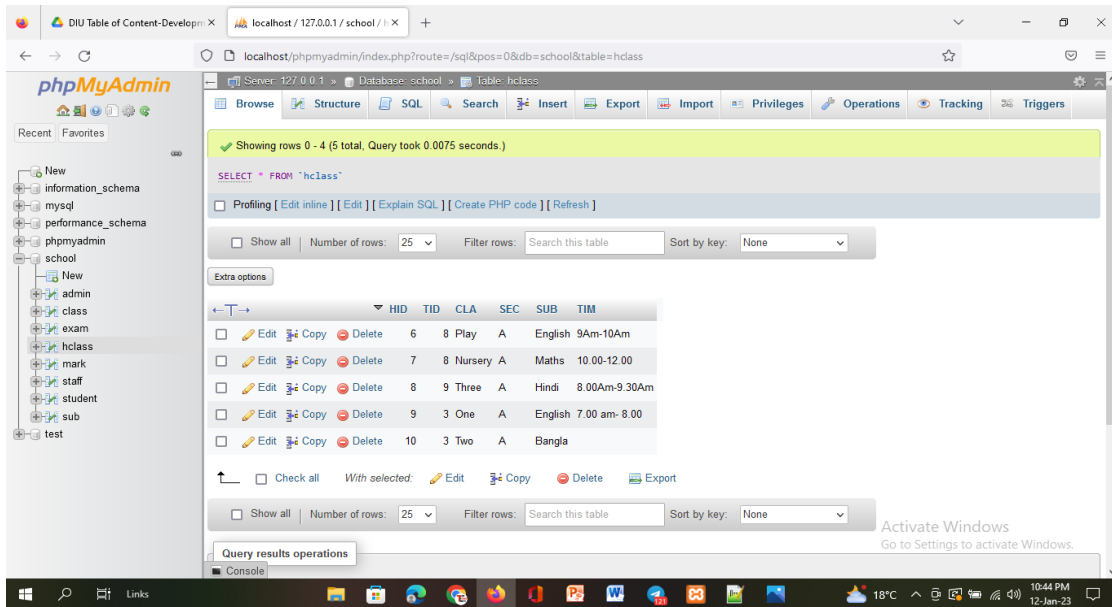 DIU Table of Content-Developm
localhost / 127.0.0.1 / school / h
localhost/phpmyadmin/index.php?route=/sql&pos=0&db=school&table=hclass
phpMyAdmin
Recent Favorites
New
information_schema
mysql
performance_schema
phpmyadmin
school
New
admin
class
exam
hclass
mark
staff
student
sub
test
Server: 127.0.0.1 » Database: school » Table: hclass
Browse Structure SQL Search Insert Export Import Privileges Operations Tracking Triggers
Showing rows 0 - 4 (5 total, Query took 0.0075 seconds.)
SELECT * FROM `hclass`
Profiling [ Edit inline ] [ Edit ] [ Explain SQL ] [ Create PHP code ] [ Refresh ]
Show all | Number of rows: 25 Filter rows: Search this table Sort by key: None
Extra options
←T→ HID TID CLA SEC SUB TIM
Edit Copy Delete 6 8 Play A English 9Am-10Am
Edit Copy Delete 7 8 Nursery A Maths 10.00-12.00
Edit Copy Delete 8 9 Three A Hindi 8.00Am-9.30Am
Edit Copy Delete 9 3 One A English 7.00 am- 8.00
Edit Copy Delete 10 3 Two A Bangla
Check all With selected: Edit Copy Delete Export
Show all | Number of rows: 25 Filter rows: Search this table Sort by key: None
Activate Windows
Go to Settings to activate Windows.
Query results operations
Console
Links
18°C
10:44 PM
12-Jan-23